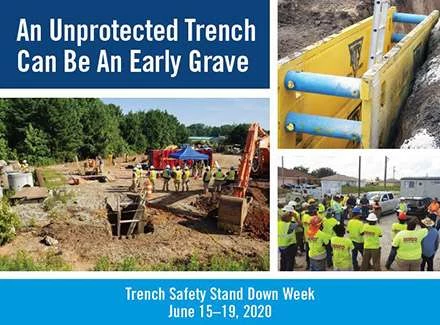 An Unprotected Trench
Can Be An Early Grave
Trench Safety Stand Down Week
June 15–19, 2020